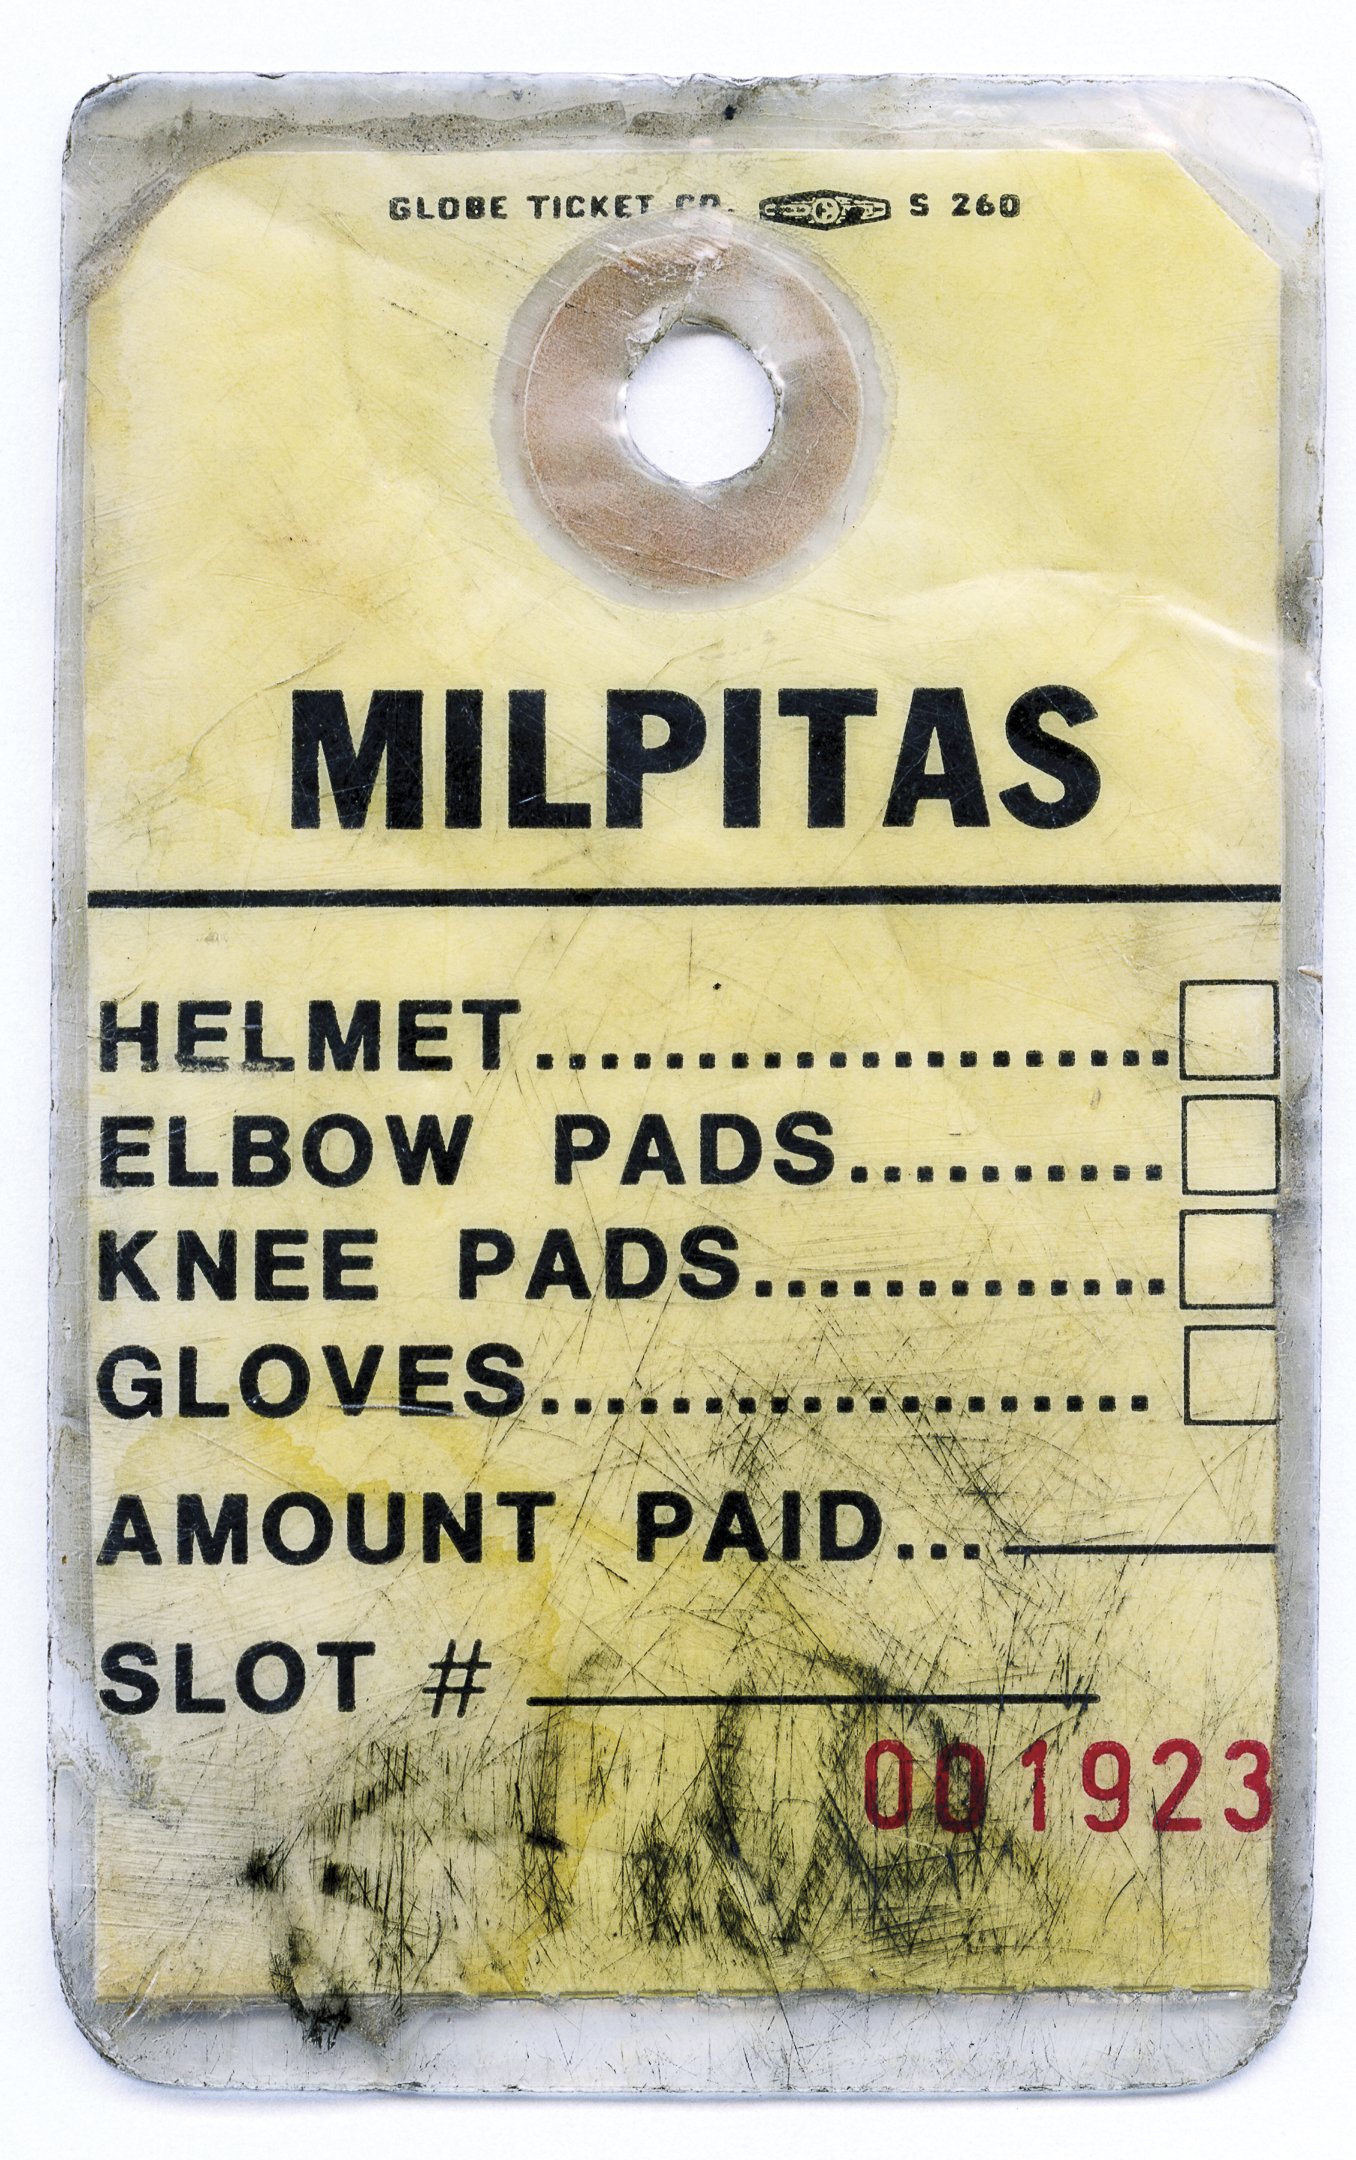 GLOBE TICKET CO. S 260
MILPITAS
HELMET....................
ELBOW PADS..........
KNEE PADS.............
GLOVES...................
AMOUNT PAID...
SLOT #
001923